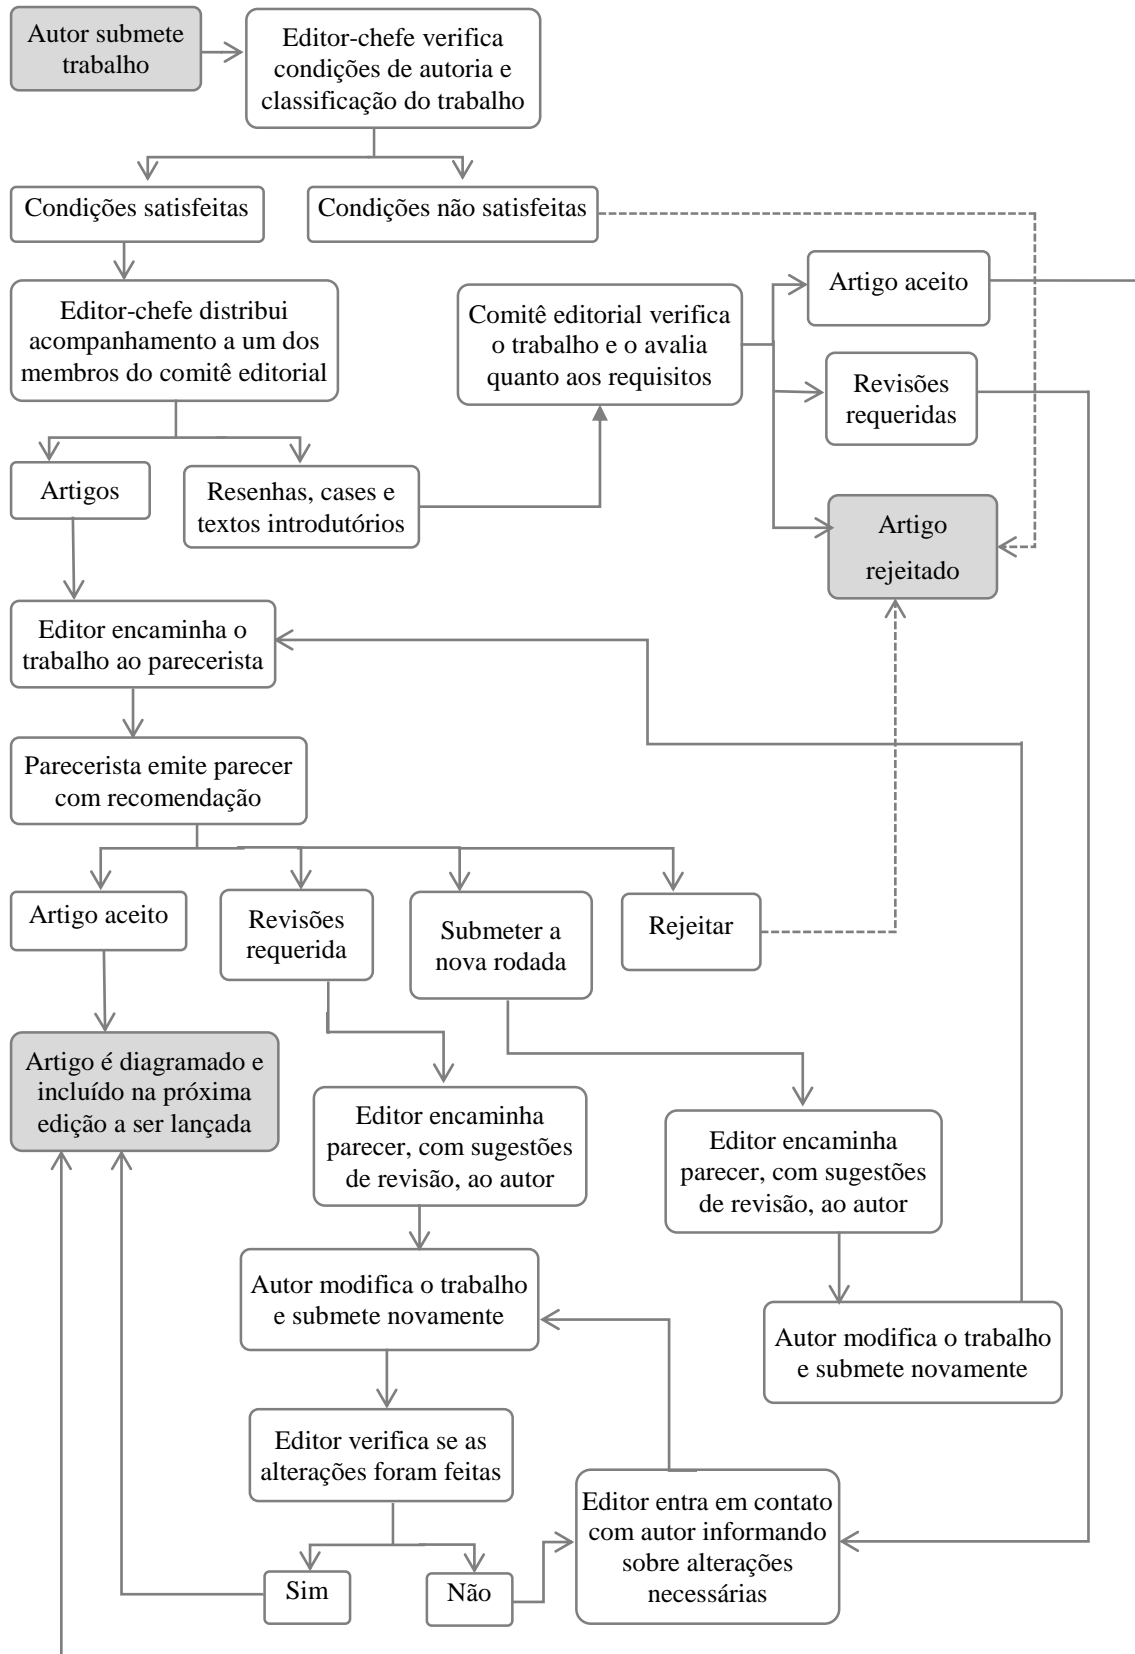 Autor submete
trabalho
Editor-chefe verifica
condições de autoria e
classificação do trabalho
Condições satisfeitas
Condições não satisfeitas
Editor-chefe distribui
acompanhamento a um dos
membros do comitê editorial
Comitê editorial verifica
o trabalho e o avalia
quanto aos requisitos
Artigo aceito
Revisões
requeridas
Artigo
rejeitado
Artigos
Resenhas, cases e
textos introdutórios
Editor encaminha o
trabalho ao parecerista
Parecerista emite parecer
com recomendação
Artigo aceito
Revisões
requerida
Submeter a
nova rodada
Rejeitar
Artigo é diagramado e
incluído na próxima
edição a ser lançada
Editor encaminha
parecer, com sugestões
de revisão, ao autor
Editor encaminha
parecer, com sugestões
de revisão, ao autor
Autor modifica o trabalho
e submete novamente
Autor modifica o trabalho
e submete novamente
Editor verifica se as
alterações foram feitas
Editor entra em contato
com autor informando
sobre alterações
necessárias
Sim
Não